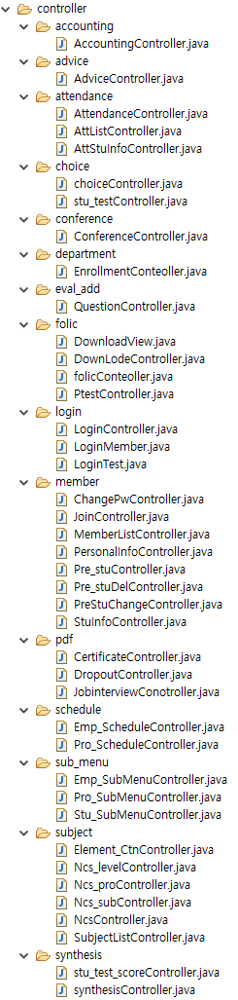 controller
accounting
AccountingController.java
advice
AdviceController.java
attendance
AttendanceController.java
AttListController.java
AttStuInfoController.java
choice
choiceController.java
stu_testController.java
conference
ConferenceController.java
department
EnrollmentConteoller.java
eval_add
QuestionController.java
folic
DownloadView.java
DownLodeController.java
folicConteoller.java
PtestController.java
login
LoginController.java
LoginMember.java
LoginTest.java
member
ChangePwController.java
JoinController.java
MemberListController.java
PersonalInfoController.java
Pre_stuController.java
Pre_stuDelController.java
PreStuChangeController.java
StuInfoController.java
pdf
CertificateController.java
DropoutController.java
JobinterviewConotroller.java
schedule
Emp_ScheduleController.java
Pro_ScheduleController.java
sub_menu
Emp_SubMenuController.java
Pro_SubMenuController.java
Stu_SubMenuController.java
subject
Element_CtnController.java
Ncs_levelController.java
Ncs_proController.java
Ncs_subController.java
NcsController.java
SubjectListController.java
synthesis
stu_test_scoreController.java
synthesisController.java